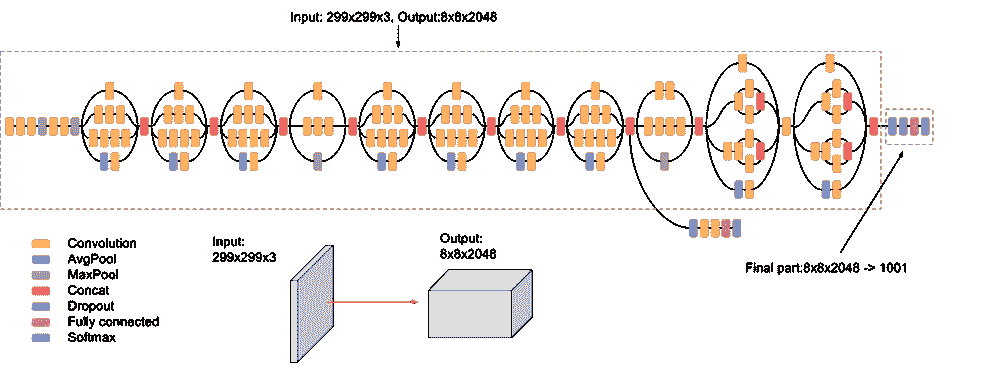 Input: 299x299x3, Output:8x8x2048
Convolution
AvgPool
MaxPool
Concat
Dropout
Fully connected
Softmax
Input:
299x299x3
Output:
8x8x2048
Final part:8x8x2048 -> 1001